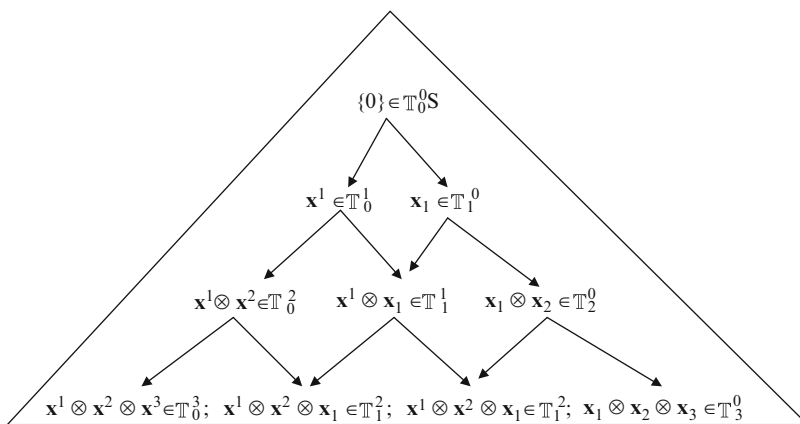 {0} ∈ 𝕋⁰₀S
𝐱¹ ∈ 𝕋¹₀ 𝐱₁ ∈ 𝕋⁰₁
𝐱¹ ⊗ 𝐱² ∈ 𝕋²₀ 𝐱¹ ⊗ 𝐱₁ ∈ 𝕋¹₁ 𝐱₁ ⊗ 𝐱₂ ∈ 𝕋⁰₂
𝐱¹ ⊗ 𝐱² ⊗ 𝐱³ ∈ 𝕋³₀; 𝐱¹ ⊗ 𝐱² ⊗ 𝐱₁ ∈ 𝕋²₁; 𝐱¹ ⊗ 𝐱² ⊗ 𝐱₁ ∈ 𝕋₁²; 𝐱₁ ⊗ 𝐱₂ ⊗ 𝐱₃ ∈ 𝕋⁰₃